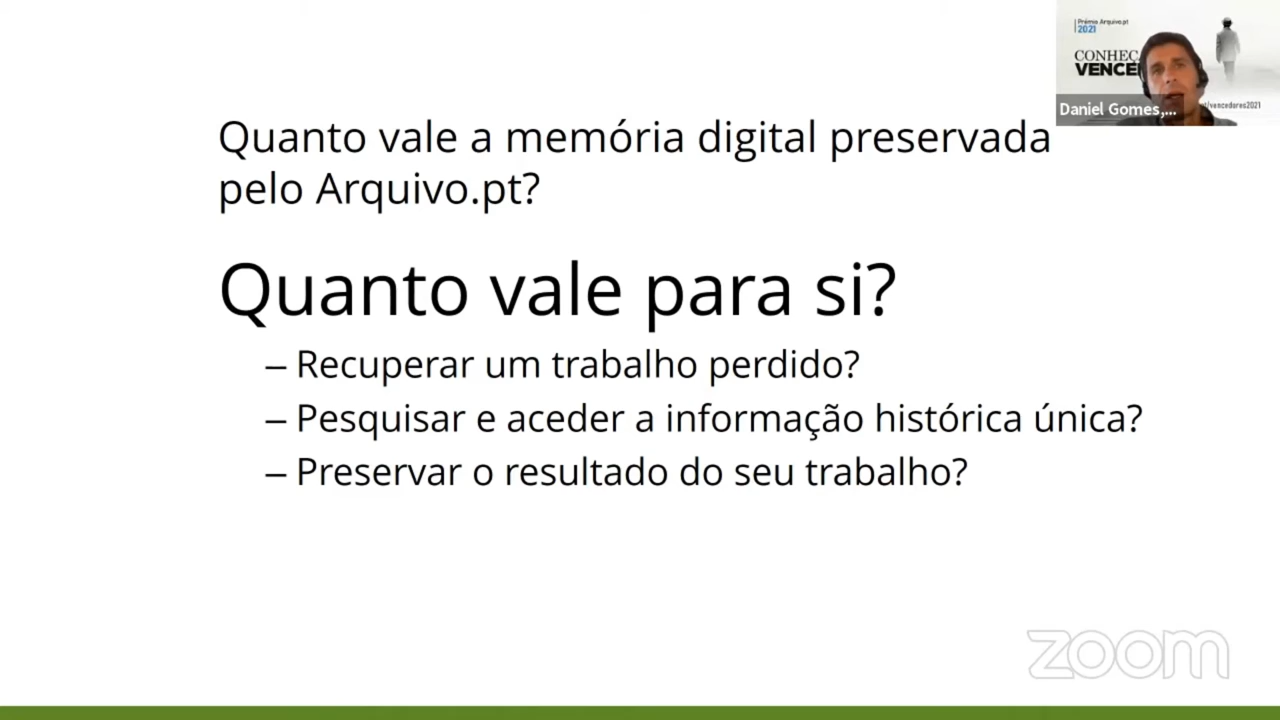 Prémio Arquivo.pt
2021
CONHEÇ
VENCE
t/vencedores2021
Daniel Gomes,...
Quanto vale a memória digital preservada
pelo Arquivo.pt?
Quanto vale para si?
– Recuperar um trabalho perdido?
– Pesquisar e aceder a informação histórica única?
– Preservar o resultado do seu trabalho?
zoom